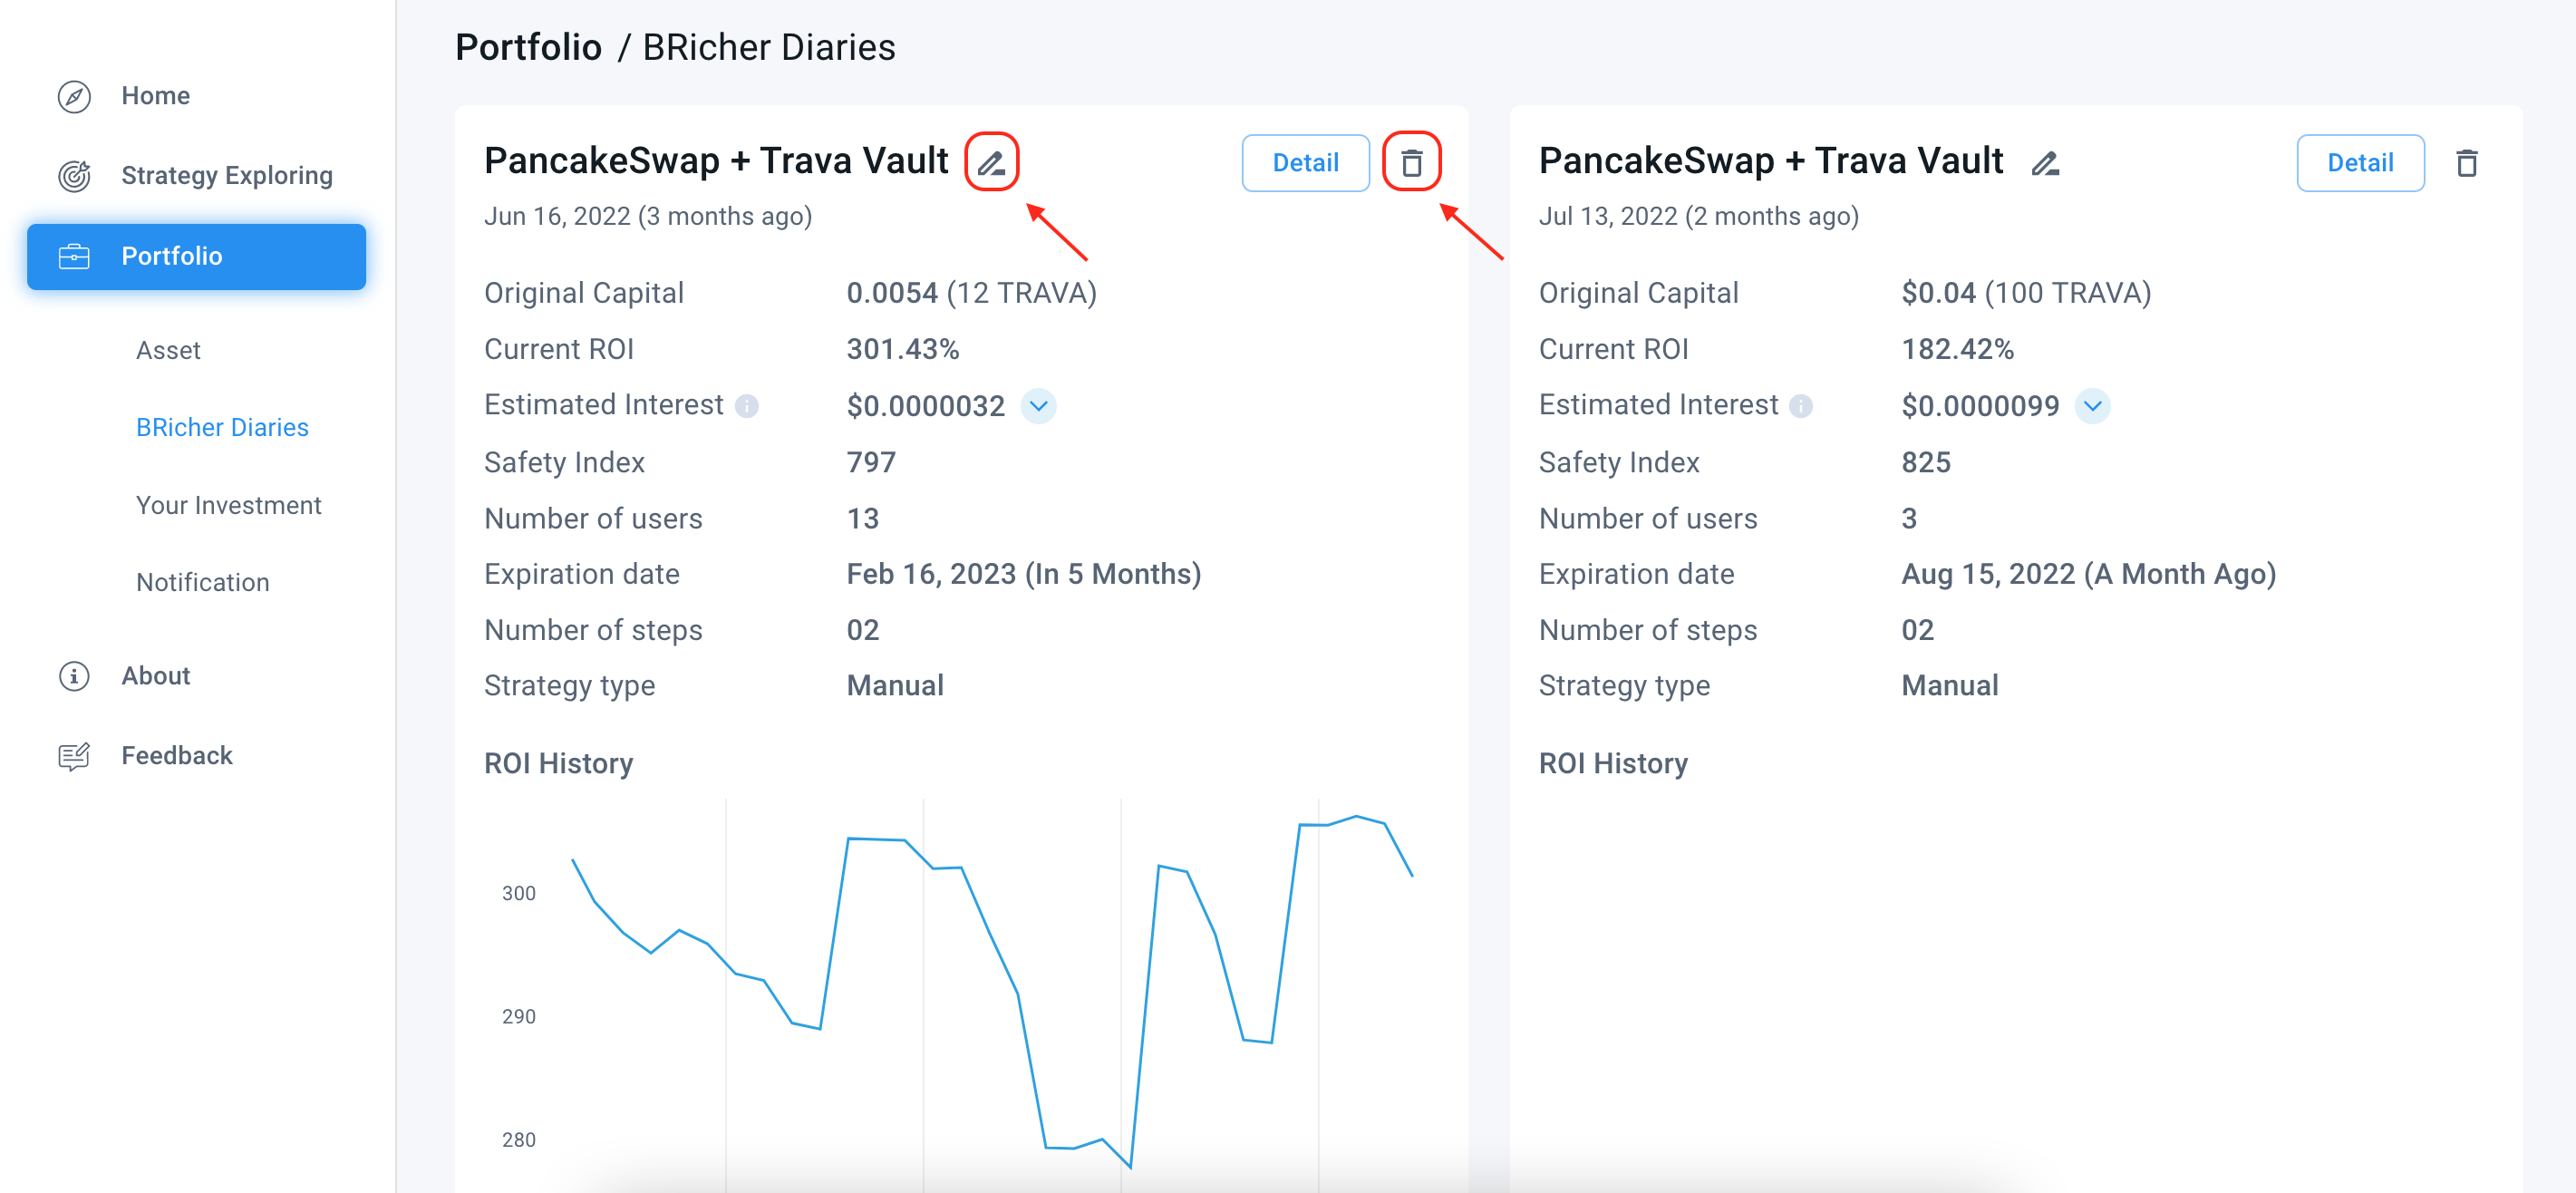 Home
Strategy Exploring
Portfolio
Asset
BRicher Diaries
Your Investment
Notification
About
Feedback
Portfolio / BRicher Diaries
PancakeSwap + Trava Vault
Detail
Jun 16, 2022 (3 months ago)
Original Capital 0.0054 (12 TRAVA)
Current ROI 301.43%
Estimated Interest $0.0000032
Safety Index 797
Number of users 13
Expiration date Feb 16, 2023 (In 5 Months)
Number of steps 02
Strategy type Manual
ROI History
300
290
280
PancakeSwap + Trava Vault
Detail
Jul 13, 2022 (2 months ago)
Original Capital $0.04 (100 TRAVA)
Current ROI 182.42%
Estimated Interest $0.0000099
Safety Index 825
Number of users 3
Expiration date Aug 15, 2022 (A Month Ago)
Number of steps 02
Strategy type Manual
ROI History